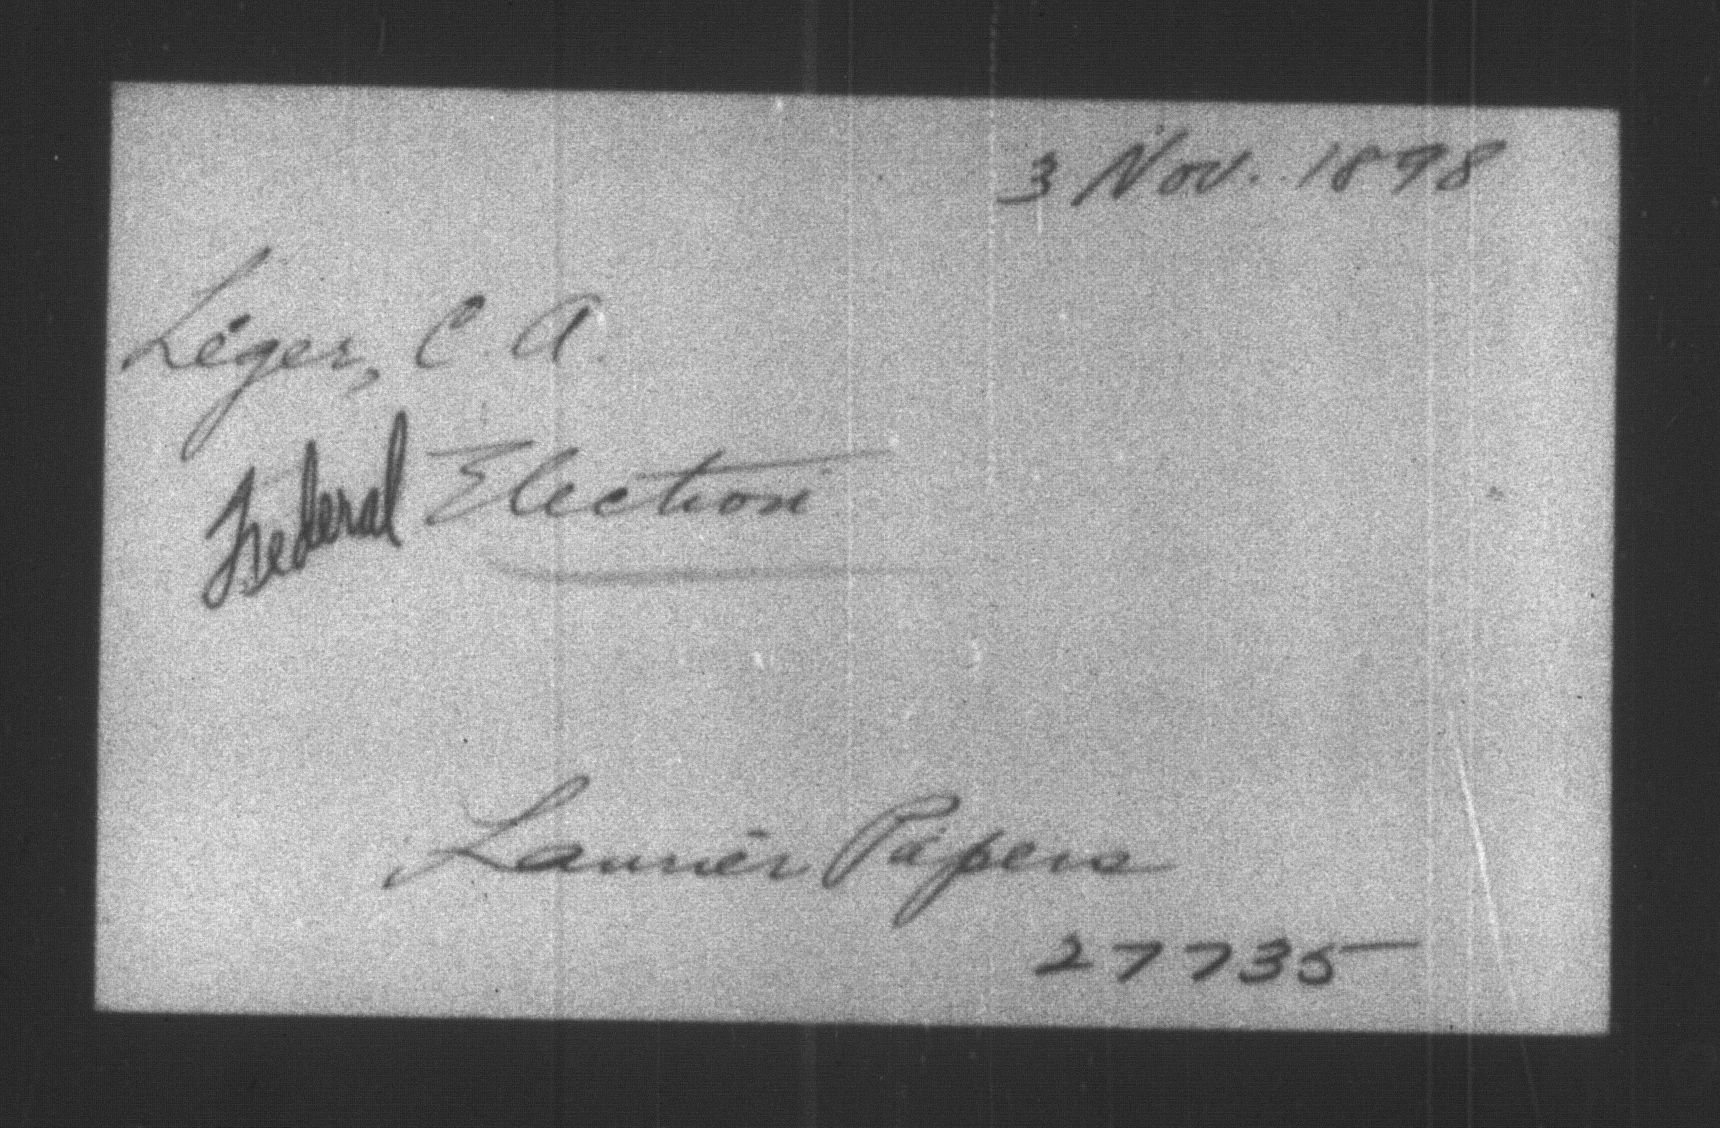 3 Nov. 1898
Léger, C. A.
Federal Election
Laurier Papers
27735